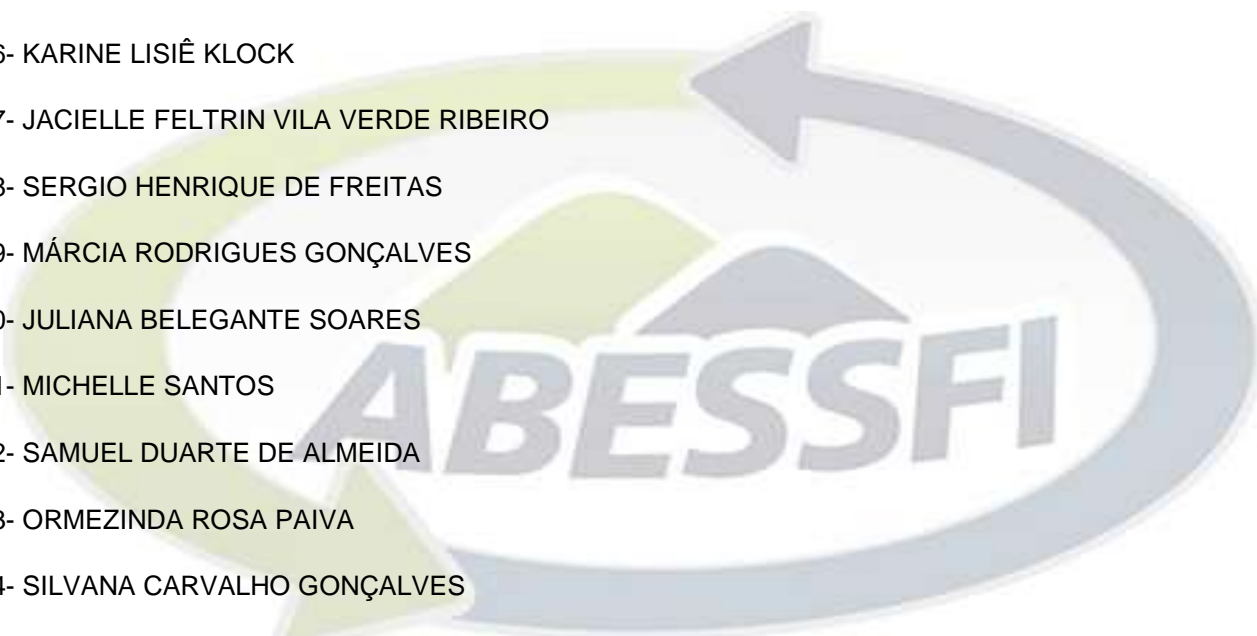 6- KARINE LISIÊ KLOCK
7- JACIELLE FELTRIN VILA VERDE RIBEIRO
8- SERGIO HENRIQUE DE FREITAS
9- MÁRCIA RODRIGUES GONÇALVES
0- JULIANA BELEGANTE SOARES
1- MICHELLE SANTOS
2- SAMUEL DUARTE DE ALMEIDA
3- ORMEZINDA ROSA PAIVA
4- SILVANA CARVALHO GONÇALVES
ABESSFI